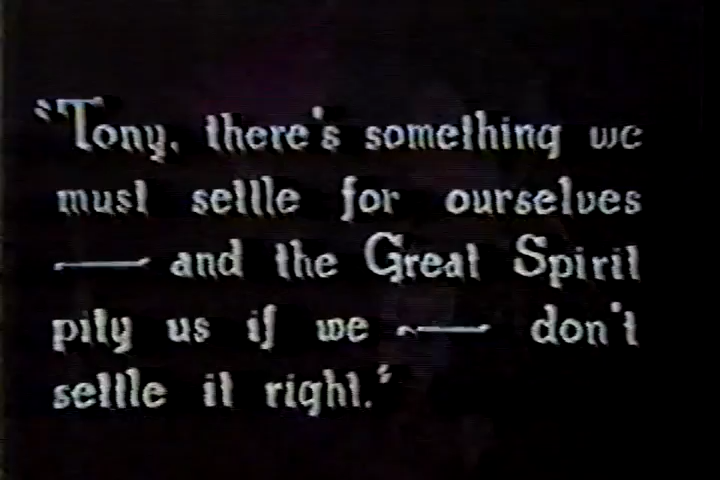 "Tony, there's something we
must settle for ourselves
— and the Great Spirit
pity us if we — don't
settle it right."